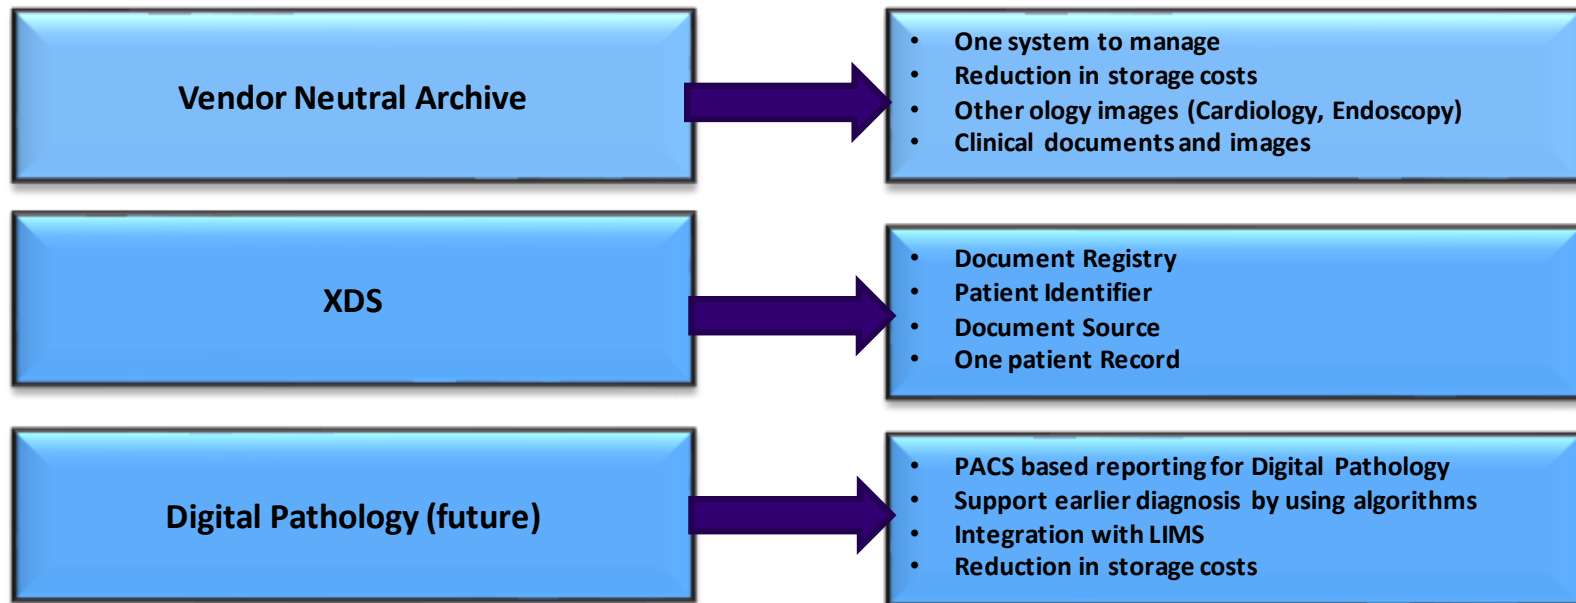 Vendor Neutral Archive
• One system to manage
• Reduction in storage costs
• Other ology images (Cardiology, Endoscopy)
• Clinical documents and images
XDS
• Document Registry
• Patient Identifier
• Document Source
• One patient Record
Digital Pathology (future)
• PACS based reporting for Digital Pathology
• Support earlier diagnosis by using algorithms
• Integration with LIMS
• Reduction in storage costs